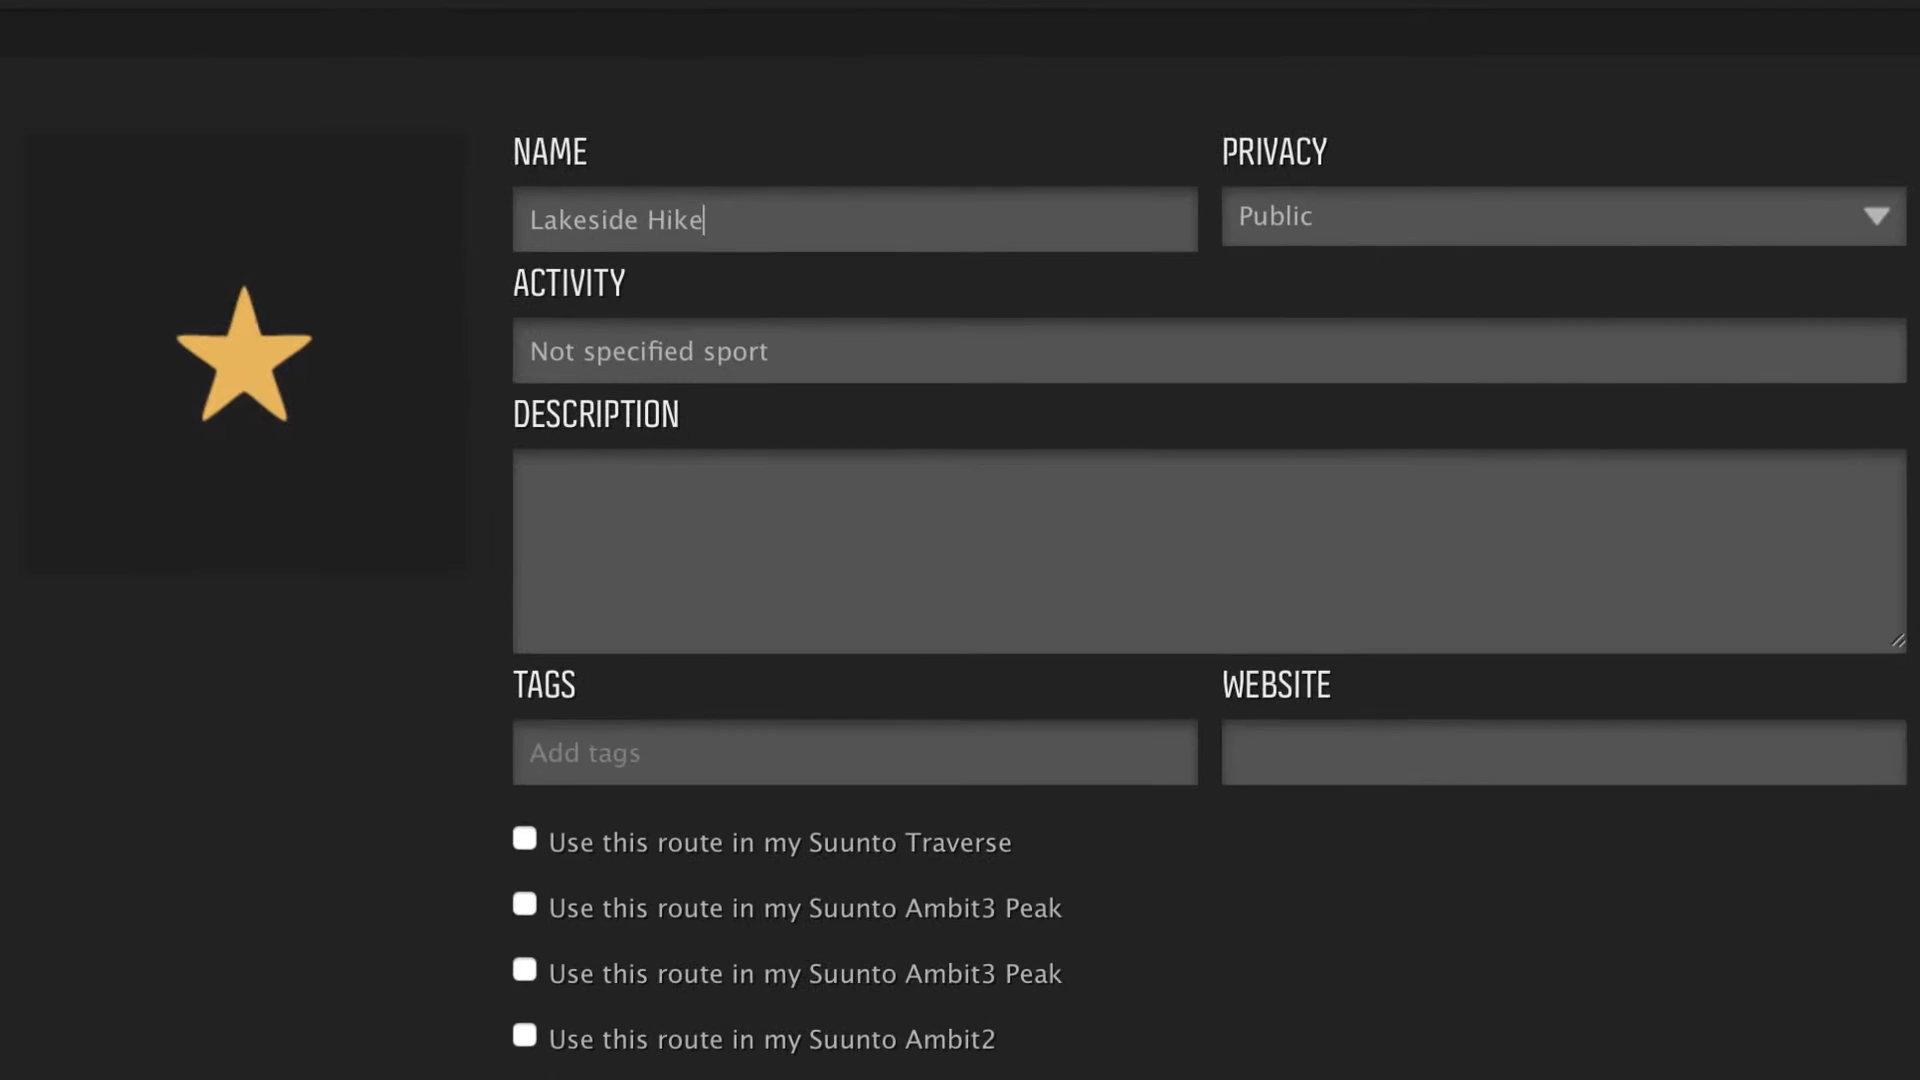 NAME
PRIVACY
Lakeside Hike
Public
ACTIVITY
Not specified sport
DESCRIPTION
TAGS
WEBSITE
Add tags
Use this route in my Suunto Traverse
Use this route in my Suunto Ambit3 Peak
Use this route in my Suunto Ambit3 Peak
Use this route in my Suunto Ambit2